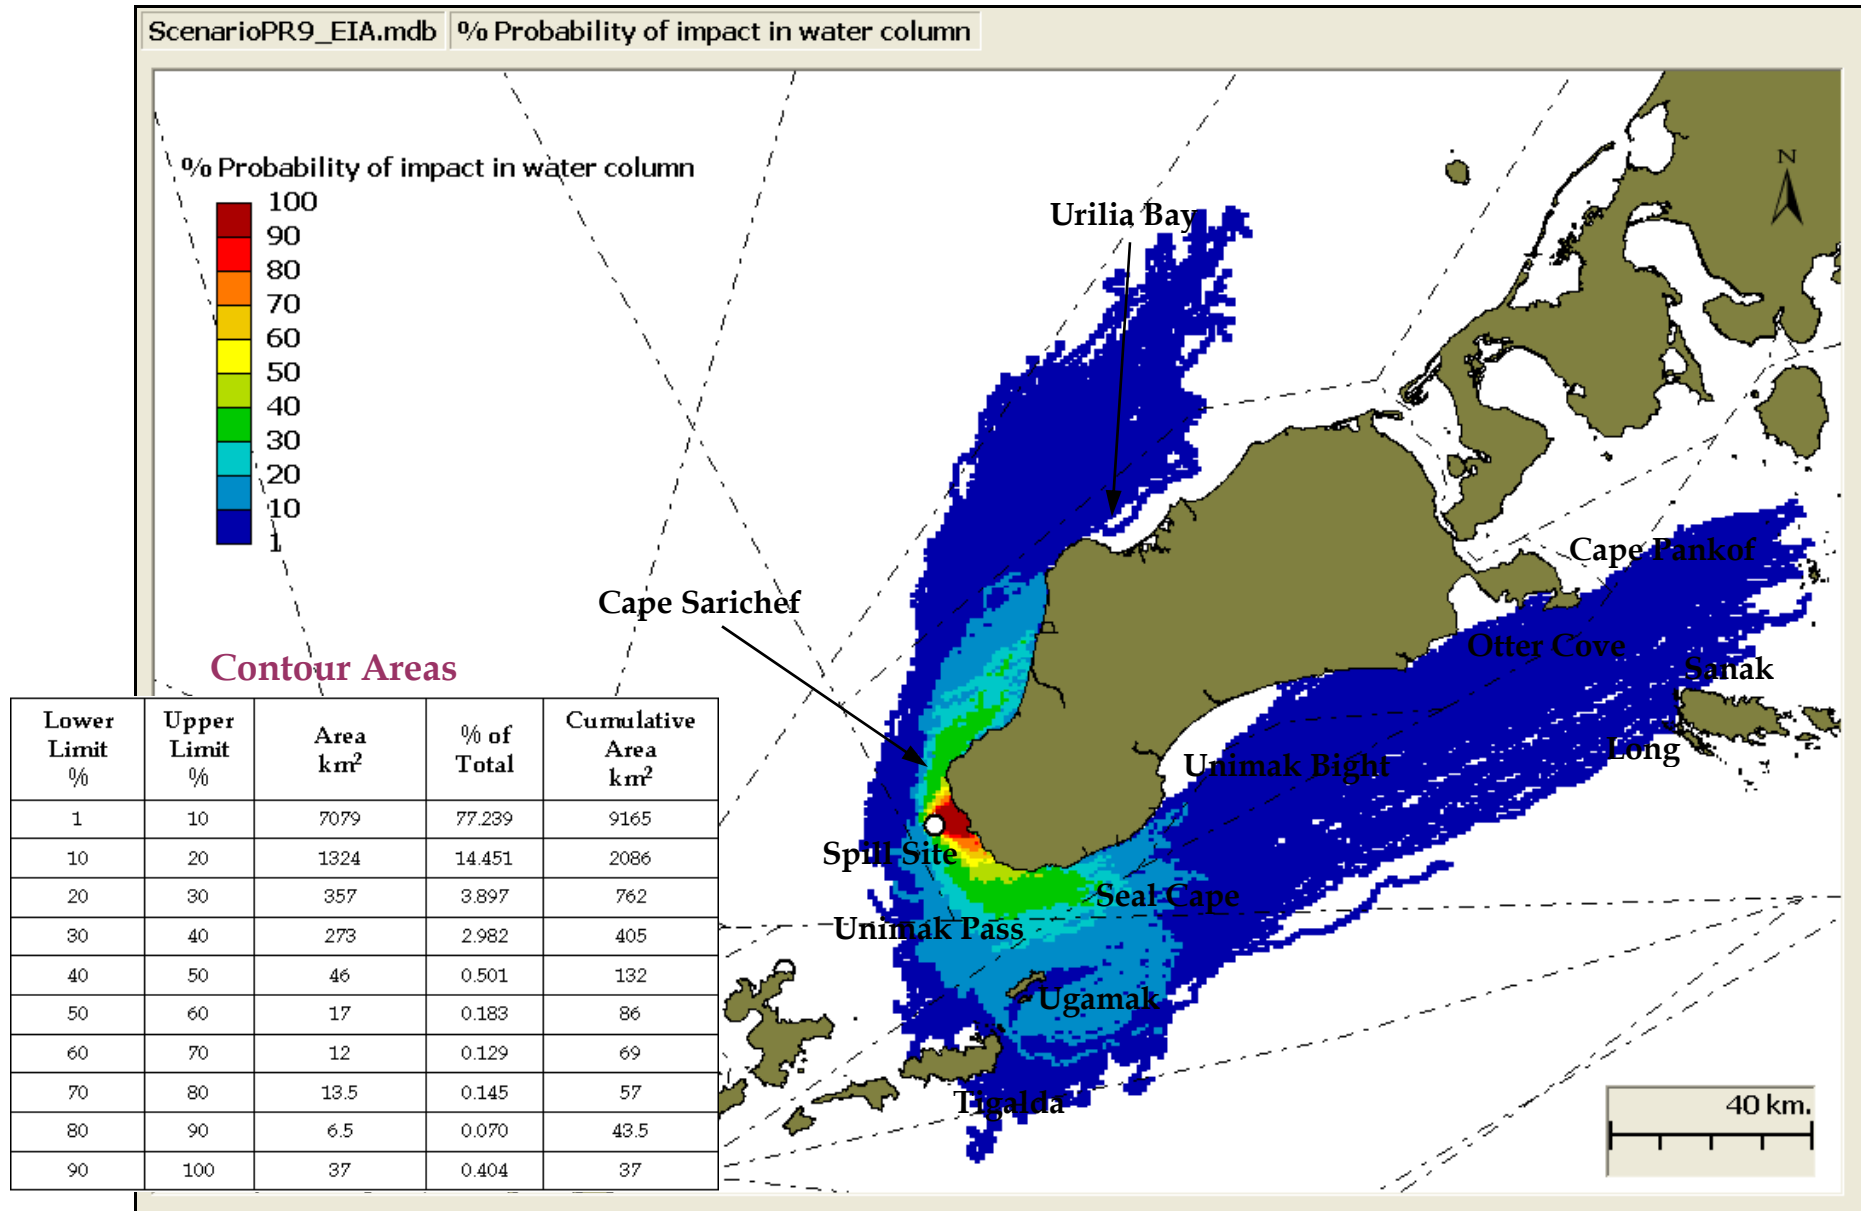 ScenarioPR9_EIA.mdb % Probability of impact in water column
% Probability of impact in water column
100
90
80
70
60
50
40
30
20
10
1
N
Urilia Bay
Cape Pankof
Cape Sarichef
Otter Cove
Sanak
Long
Unimak Bight
Spill Site
Seal Cape
Unimak Pass
Ugamak
Tigalda
40 km.
Contour Areas
Lower Limit % Upper Limit % Area km² % of Total Cumulative Area km²
1 10 7079 77.239 9165
10 20 1324 14.451 2086
20 30 357 3.897 762
30 40 273 2.982 405
40 50 46 0.501 132
50 60 17 0.183 86
60 70 12 0.129 69
70 80 13.5 0.145 57
80 90 6.5 0.070 43.5
90 100 37 0.404 37